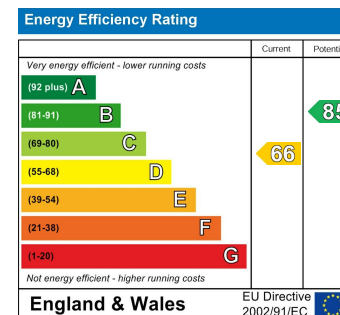 Energy Efficiency Rating
Current
Very energy efficient - lower running costs
(92 plus) A
(81-91) B
85
(69-80) C
66
(55-68) D
(39-54) E
(21-38) F
(1-20) G
Not energy efficient - higher running costs
England & Wales
EU Directive
2002/91/EC